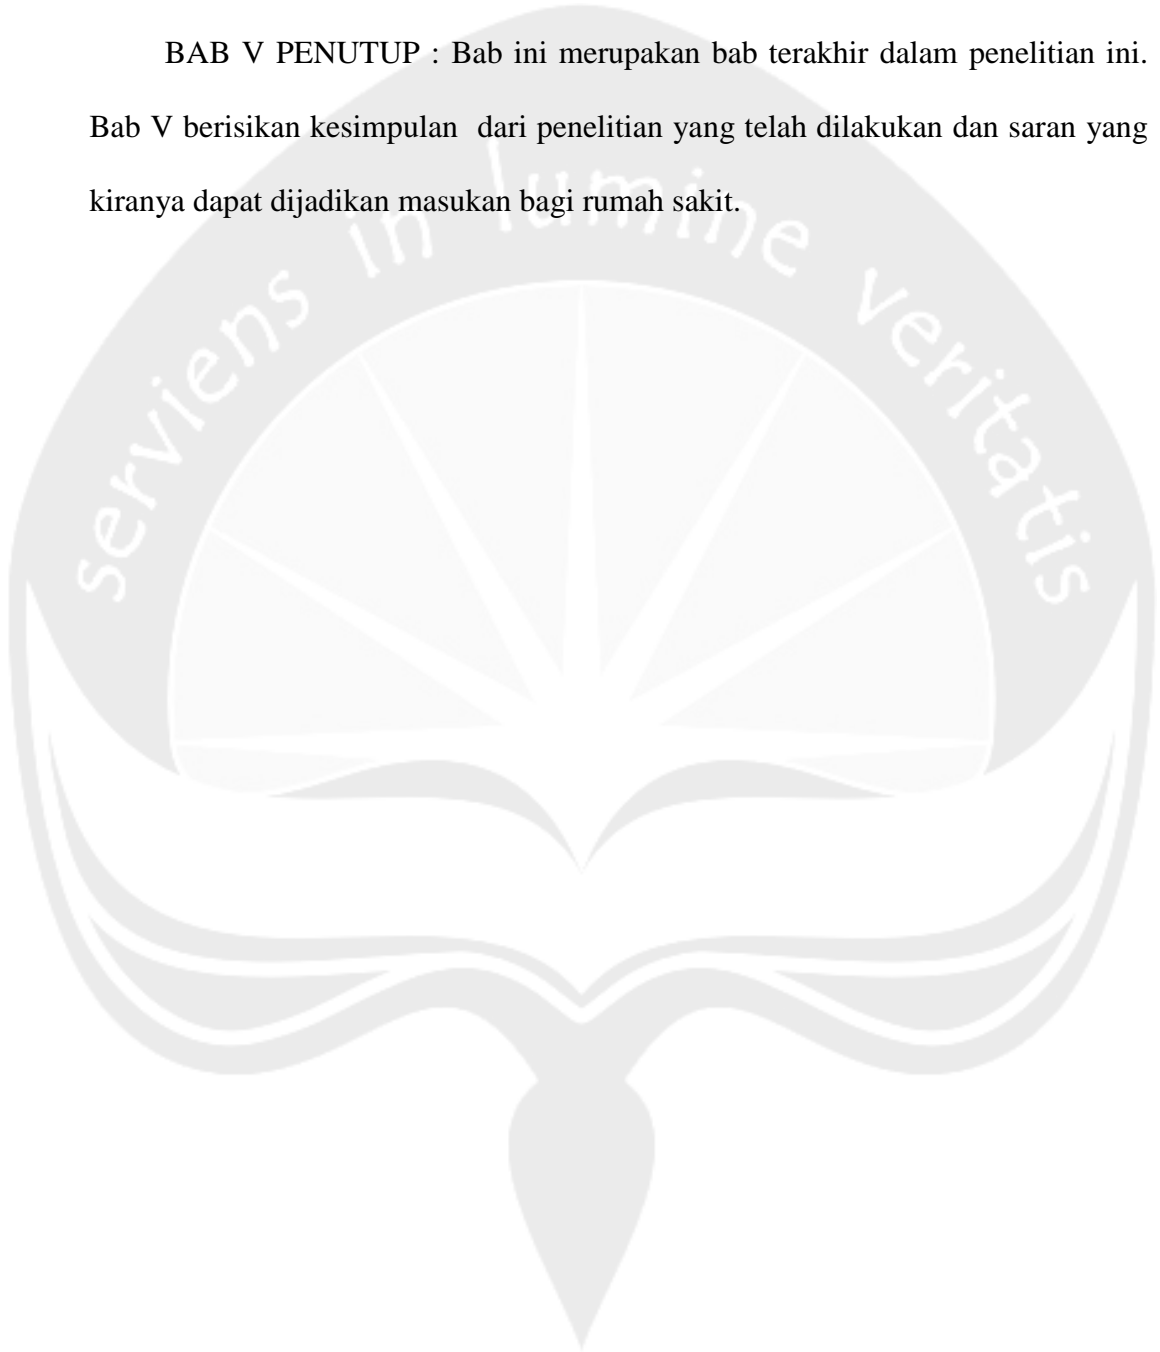 BAB V PENUTUP : Bab ini merupakan bab terakhir dalam penelitian ini.
Bab V berisikan kesimpulan dari penelitian yang telah dilakukan dan saran yang
kiranya dapat dijadikan masukan bagi rumah sakit.
serviens in lumine veritatis